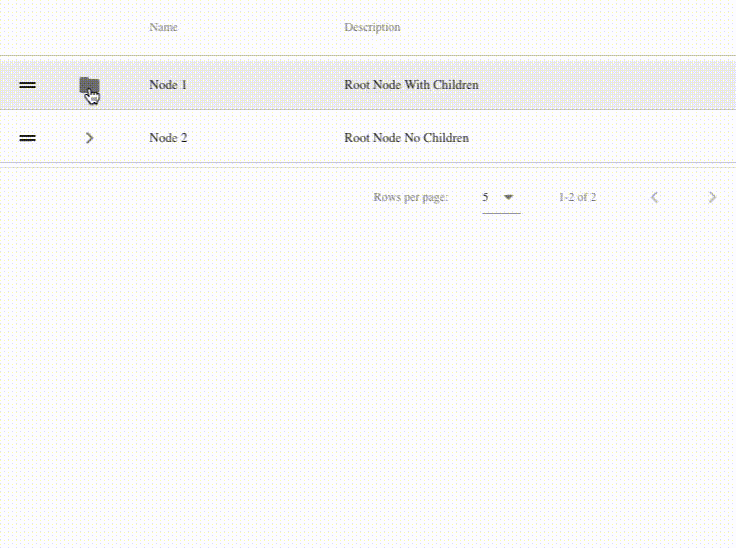 Name Description
Node 1 Root Node With Children
Node 2 Root Node No Children
Rows per page: 5 1-2 of 2